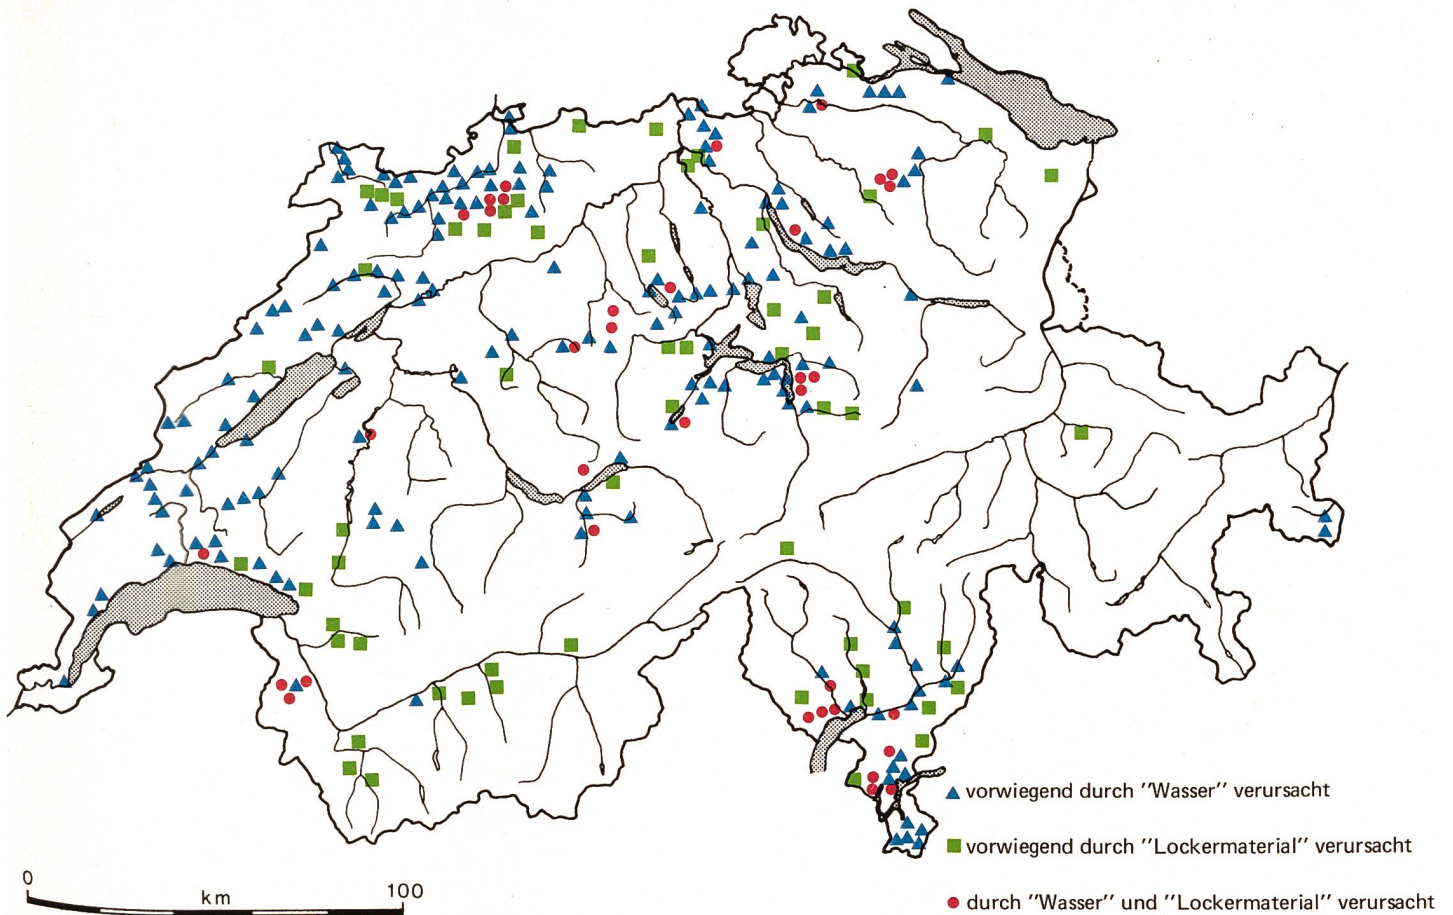 vorwiegend durch "Wasser" verursacht
vorwiegend durch "Lockermaterial" verursacht
0 km 100
durch "Wasser" und "Lockermaterial" verursacht